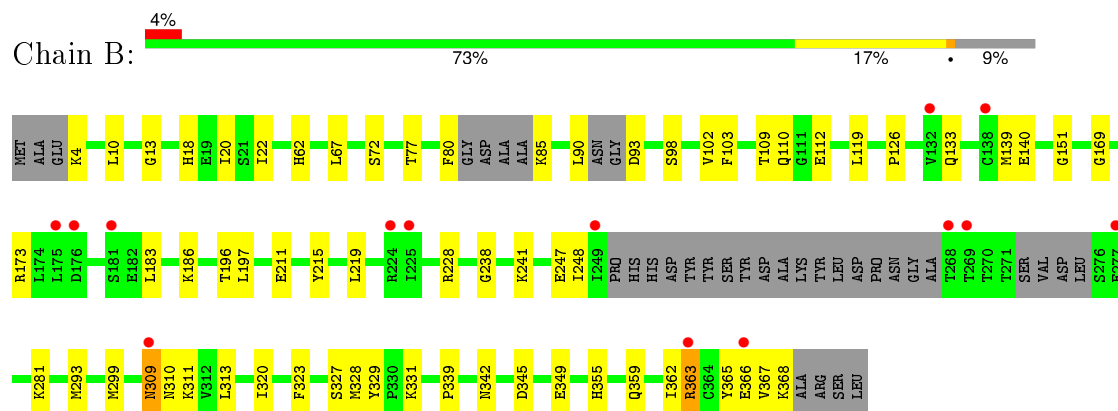 4%
Chain B:
73% 17% • 9%
MET ALA GLU K4 L10 G13 H18 E19 I20 S21 I22 H62 L67 S72 T77 F80 GLY ASP ALA ALA K85 L90 ASN GLY D93 S98 V102 F103 T109 Q110 G111 E112 L119 P126 V132 Q133 C138 M139 E140 G151 G169
R173 L174 L175 D176 S181 E182 L183 K186 T196 L197 E211 Y215 L219 R224 I225 R228 G238 K241 E247 I248 I249 PRO HIS HIS ASP TYR TYR SER TYR ASP ALA LYS TYR LEU ASP PRO ASN GLY ALA T268 T269 T270 T271 SER VAL ASP LEU S276
K281 M293 M299 N309 N310 K311 V312 L313 I320 F323 S327 M328 Y329 P330 K331 P339 N342 D345 E349 H355 Q359 I362 R363 C364 Y365 E366 V367 K368 ALA ARG SER LEU